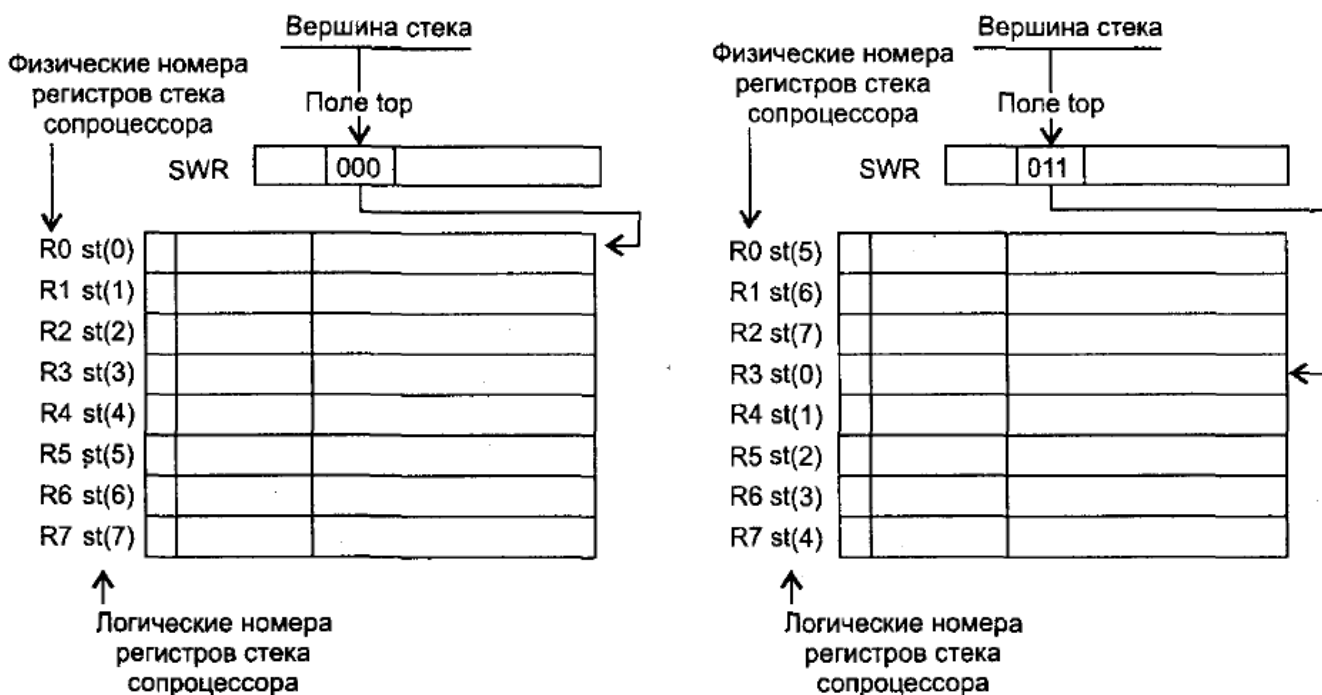 Вершина стека
Физические номера
регистров стека
сопроцессора
Поле top
SWR 000
R0 st(0)
R1 st(1)
R2 st(2)
R3 st(3)
R4 st(4)
R5 st(5)
R6 st(6)
R7 st(7)
Логические номера
регистров стека
сопроцессора
Вершина стека
Физические номера
регистров стека
сопроцессора
Поле top
SWR 011
R0 st(5)
R1 st(6)
R2 st(7)
R3 st(0)
R4 st(1)
R5 st(2)
R6 st(3)
R7 st(4)
Логические номера
регистров стека
сопроцессора